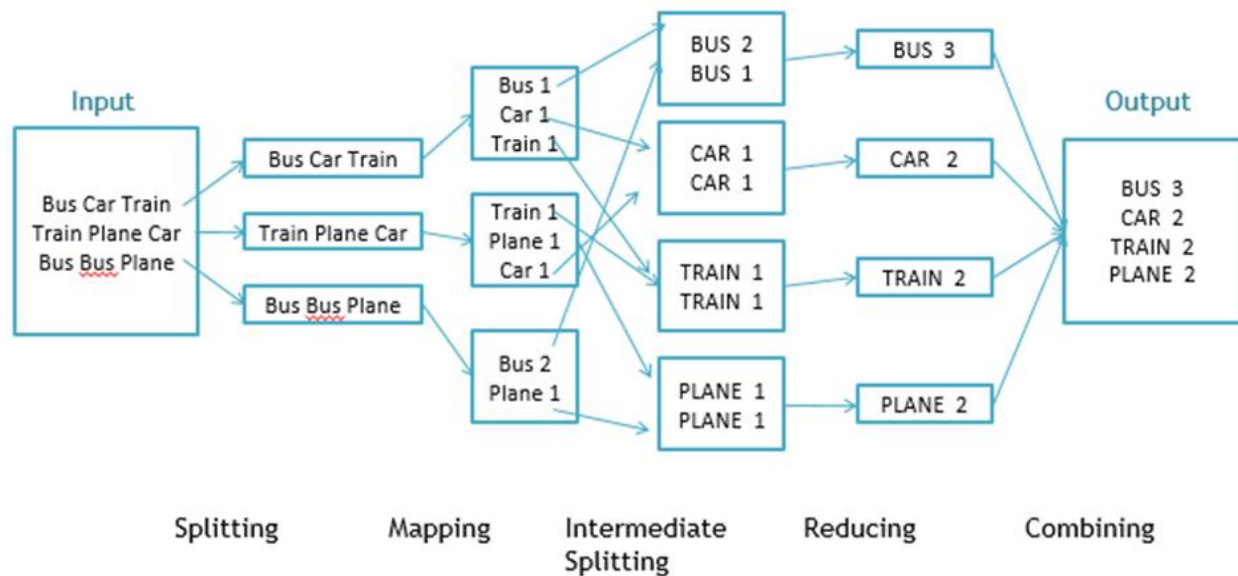 Input
Bus Car Train
Train Plane Car
Bus Bus Plane
Bus Car Train
Train Plane Car
Bus Bus Plane
Bus 1
Car 1
Train 1
Train 1
Plane 1
Car 1
Bus 2
Plane 1
BUS 2
BUS 1
CAR 1
CAR 1
TRAIN 1
TRAIN 1
PLANE 1
PLANE 1
BUS 3
CAR 2
TRAIN 2
PLANE 2
Output
BUS 3
CAR 2
TRAIN 2
PLANE 2
Splitting
Mapping
Intermediate
Splitting
Reducing
Combining